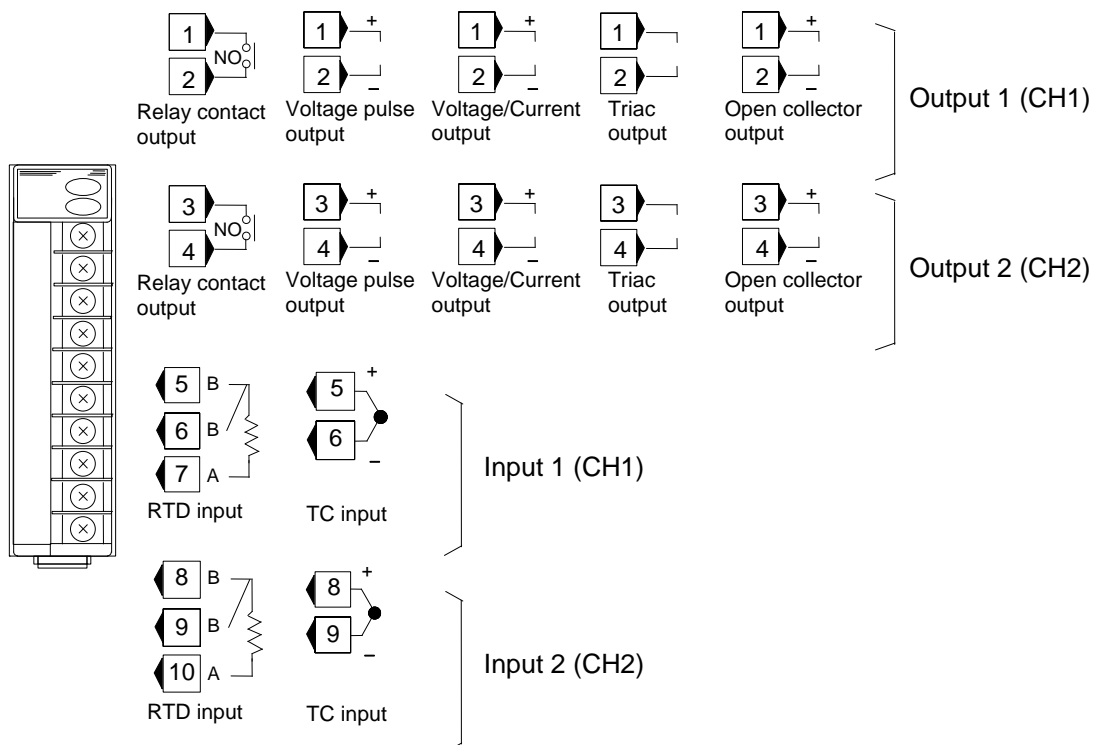 1 + 1 + 1 1 +
1
NO
2 2 2 2 2
− − −
Relay contact output
Voltage pulse output
Voltage/Current output
Triac output
Open collector output
Output 1 (CH1)
3 + 3 + 3 3 +
3
NO
4 4 4 4 4
− − −
Relay contact output
Voltage pulse output
Voltage/Current output
Triac output
Open collector output
Output 2 (CH2)
5 B
6 B
7 A
RTD input
5 +
6
−
TC input
Input 1 (CH1)
8 B
9 B
10 A
RTD input
8 +
9
−
TC input
Input 2 (CH2)